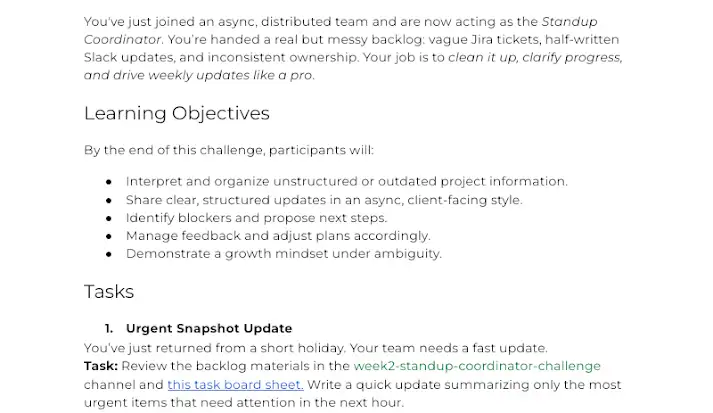 You've just joined an async, distributed team and are now acting as the Standup
Coordinator. You're handed a real but messy backlog: vague Jira tickets, half-written
Slack updates, and inconsistent ownership. Your job is to clean it up, clarify progress,
and drive weekly updates like a pro.
Learning Objectives
By the end of this challenge, participants will:
● Interpret and organize unstructured or outdated project information.
● Share clear, structured updates in an async, client-facing style.
● Identify blockers and propose next steps.
● Manage feedback and adjust plans accordingly.
● Demonstrate a growth mindset under ambiguity.
Tasks
1. Urgent Snapshot Update
You've just returned from a short holiday. Your team needs a fast update.
Task: Review the backlog materials in the week2-standup-coordinator-challenge
channel and this task board sheet. Write a quick update summarizing only the most
urgent items that need attention in the next hour.